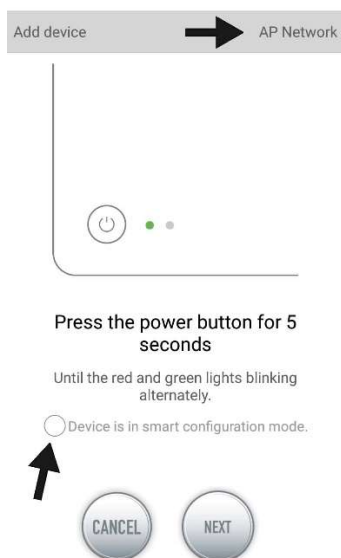 Add device AP Network
Press the power button for 5
seconds
Until the red and green lights blinking
alternately.
Device is in smart configuration mode.
CANCEL NEXT